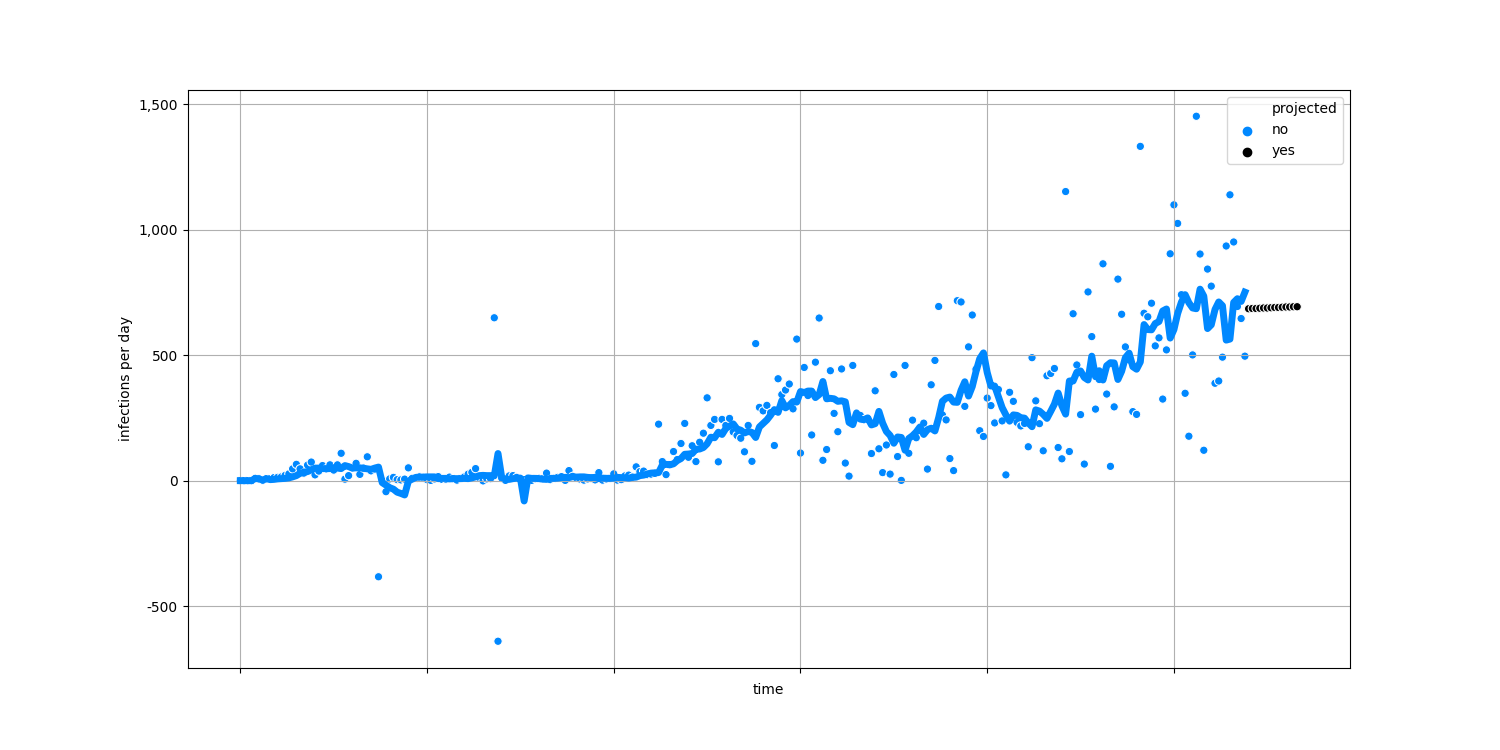 1,500
1,000
500
0
-500
infections per day
time
projected
no
yes